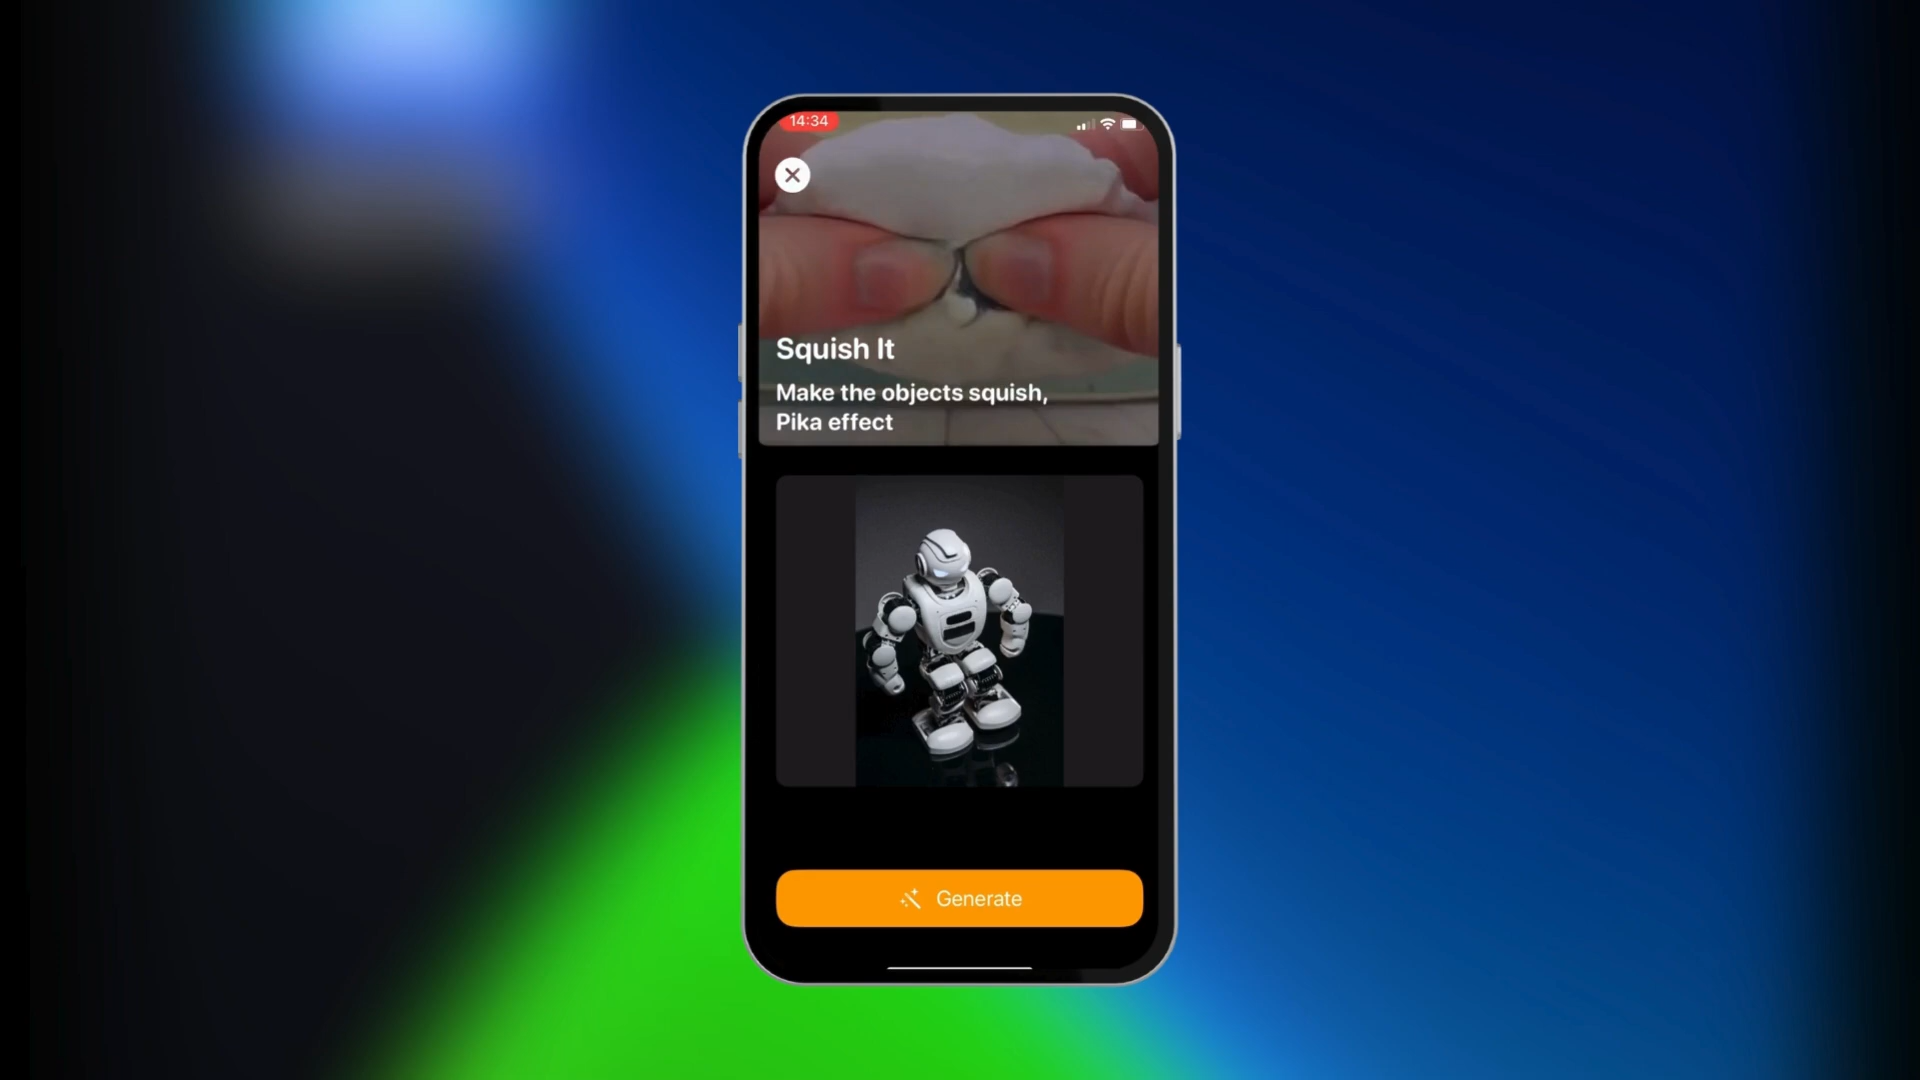 14:34
Squish It
Make the objects squish,
Pika effect
Generate